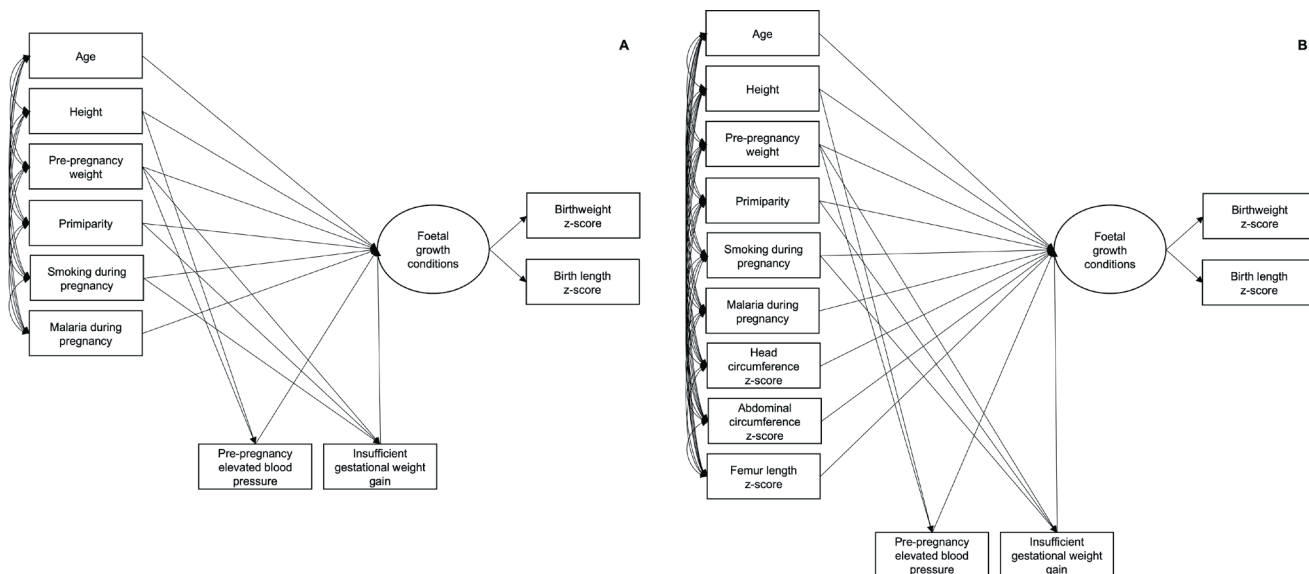 A
Age
Height
Pre-pregnancy
weight
Primiparity
Smoking during
pregnancy
Malaria during
pregnancy
Foetal
growth
conditions
Birthweight
z-score
Birth length
z-score
Pre-pregnancy
elevated blood
pressure
Insufficient
gestational weight
gain
B
Age
Height
Pre-pregnancy
weight
Primiparity
Smoking during
pregnancy
Malaria during
pregnancy
Head
circumference
z-score
Abdominal
circumference
z-score
Femur length
z-score
Foetal
growth
conditions
Birthweight
z-score
Birth length
z-score
Pre-pregnancy
elevated blood
pressure
Insufficient
gestational weight
gain